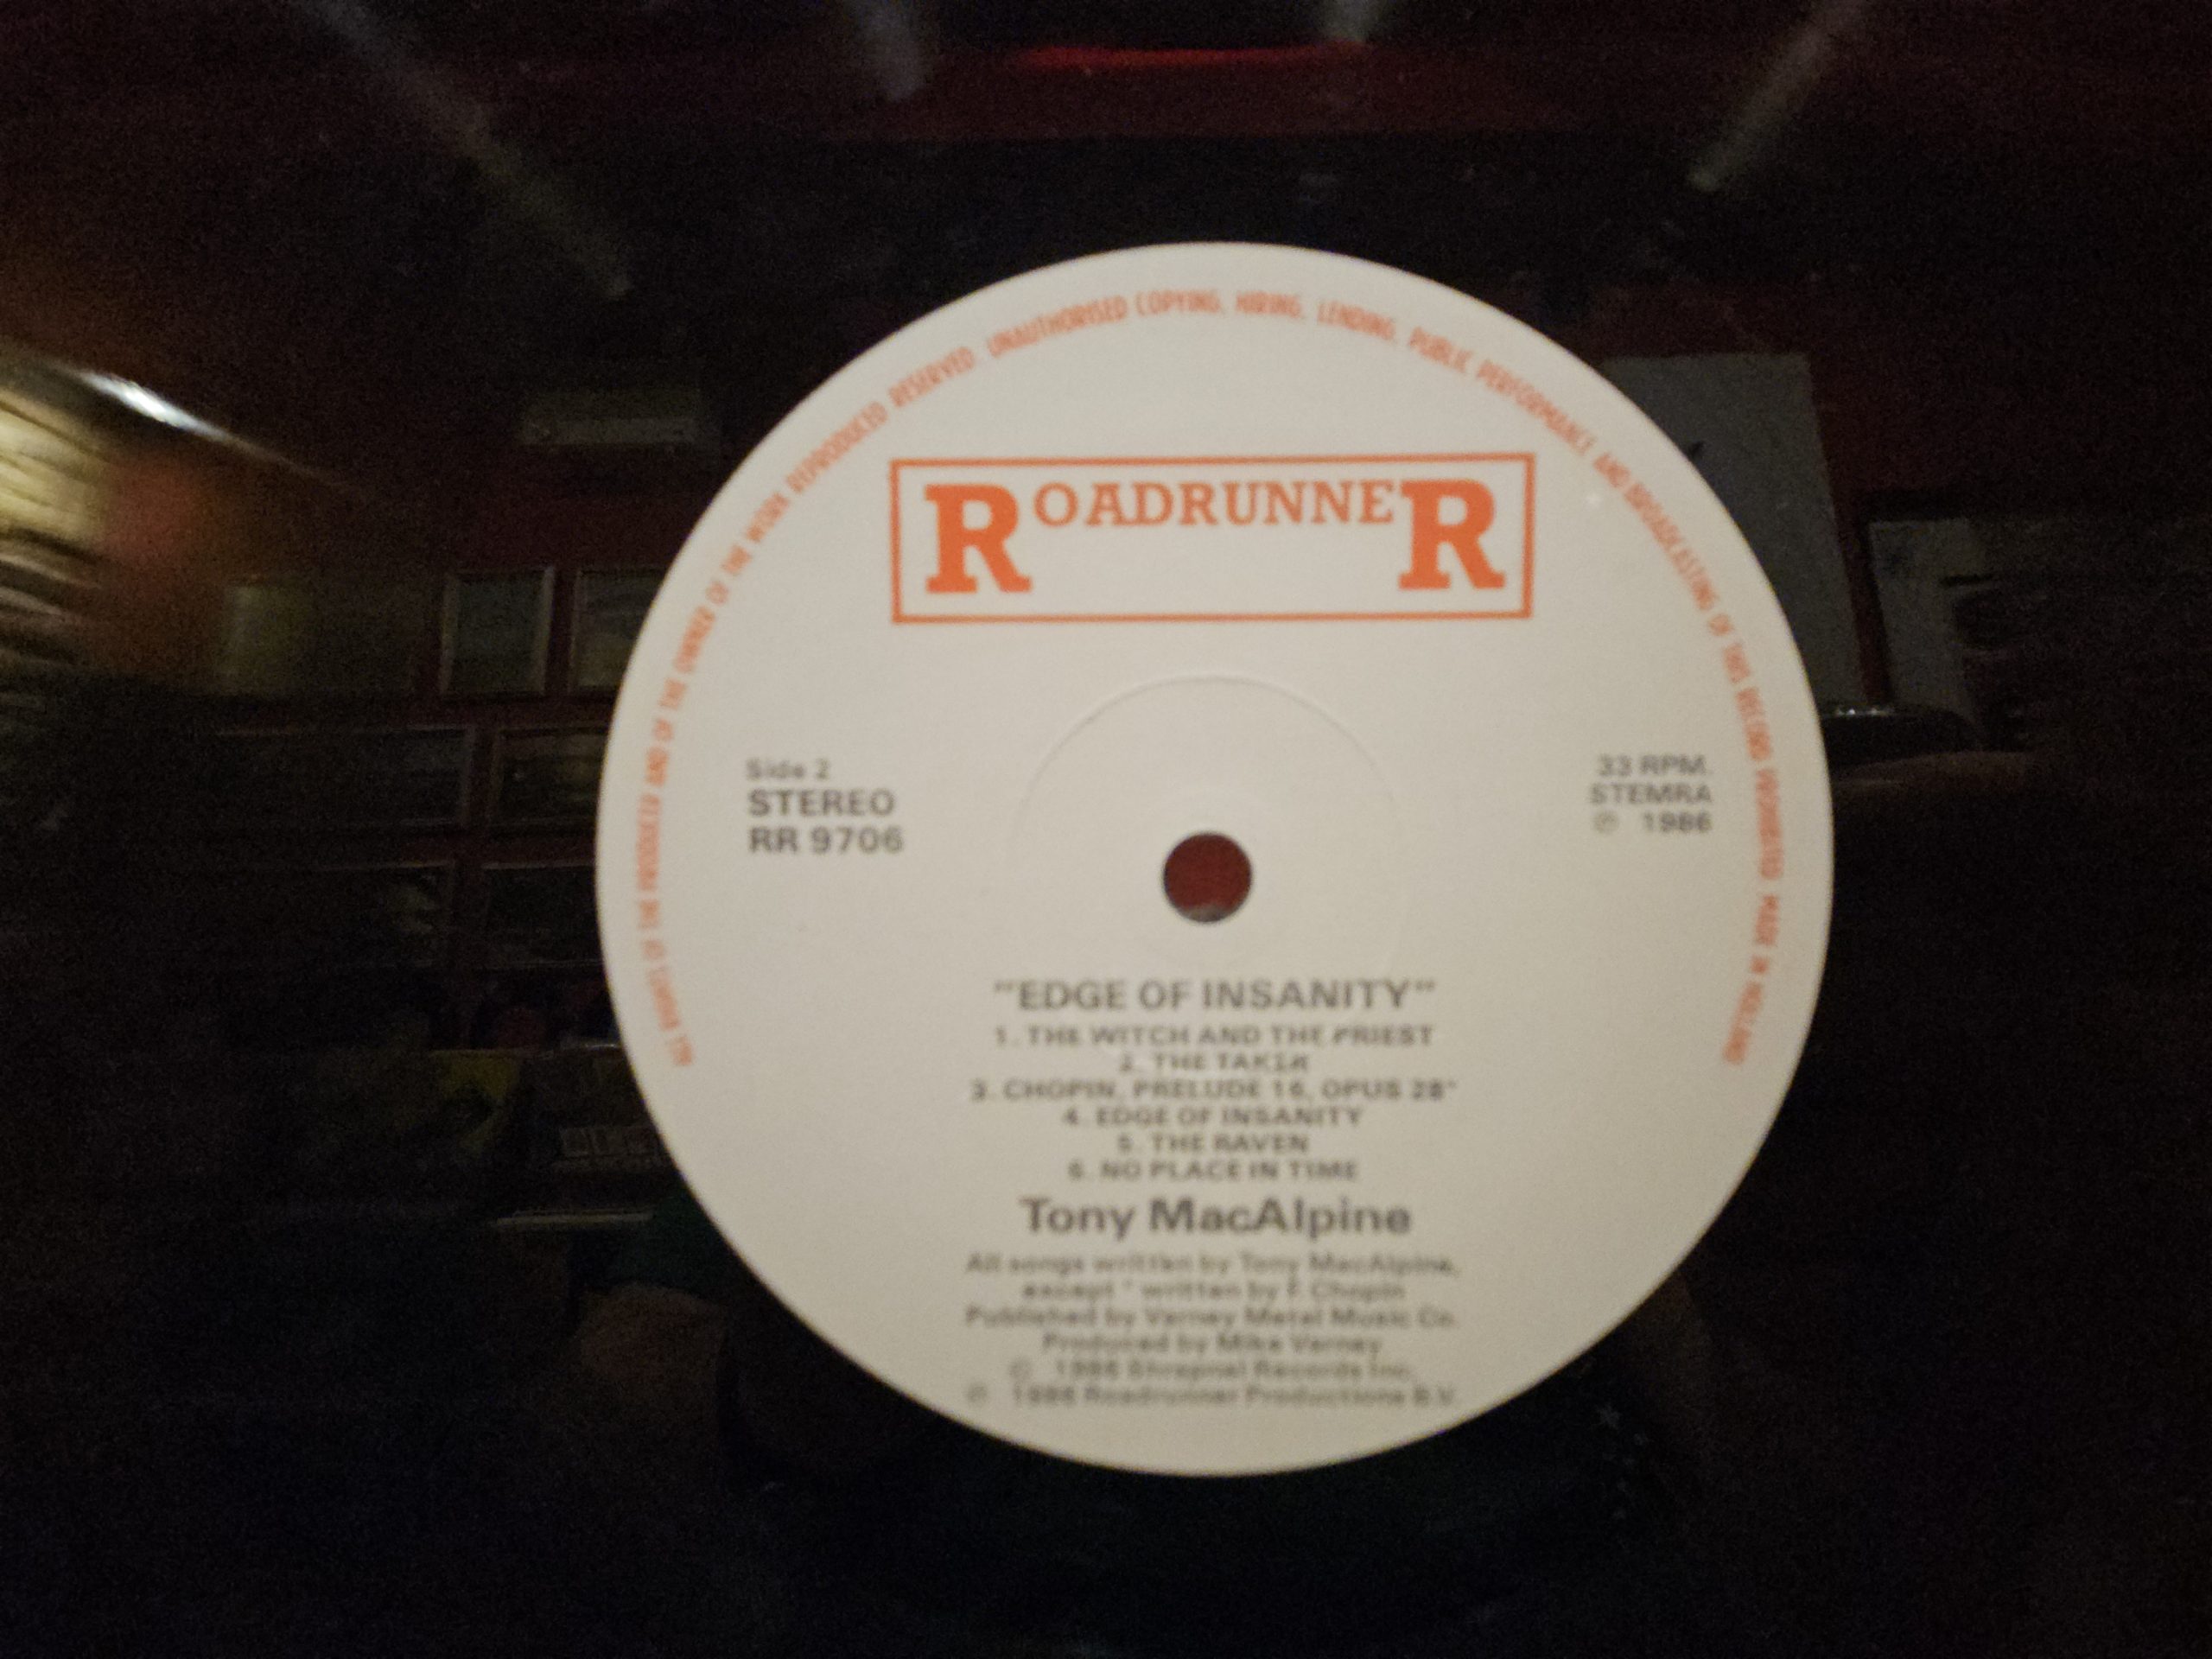 ALL RIGHTS OF THE PRODUCER AND OF THE OWNER OF THE WORK REPRODUCED RESERVED. UNAUTHORISED COPYING, HIRING, LENDING, PUBLIC PERFORMANCE AND BROADCASTING OF THIS RECORD PROHIBITED MADE IN HOLLAND
ROADRUNNER
Side 2
STEREO
RR 9706
33 RPM.
STEMRA
℗ 1986
"EDGE OF INSANITY"
1. THE WITCH AND THE PRIEST
2. THE TAKER
3. CHOPIN, PRELUDE 16, OPUS 28*
4. EDGE OF INSANITY
5. THE RAVEN
6. NO PLACE IN TIME
Tony MacAlpine
All songs written by Tony MacAlpine,
except * written by F. Chopin
Published by Varney Metal Music Co.
Produced by Mike Varney
© 1986 Shrapnel Records Inc.
℗ 1986 Roadrunner Productions B.V.